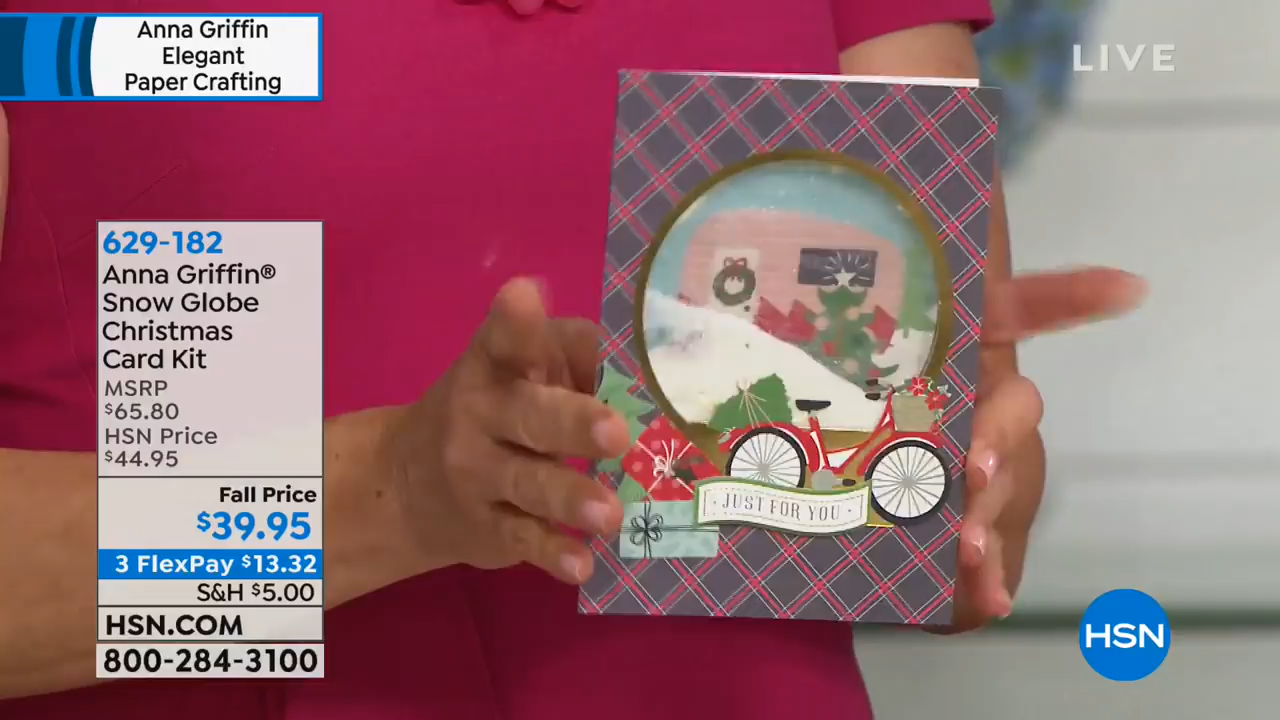 Anna Griffin
Elegant
Paper Crafting
LIVE
629-182
Anna Griffin®
Snow Globe
Christmas
Card Kit
MSRP
$65.80
HSN Price
$44.95
Fall Price
$39.95
3 FlexPay $13.32
S&H $5.00
HSN.COM
800-284-3100
· JUST FOR YOU ·
HSN